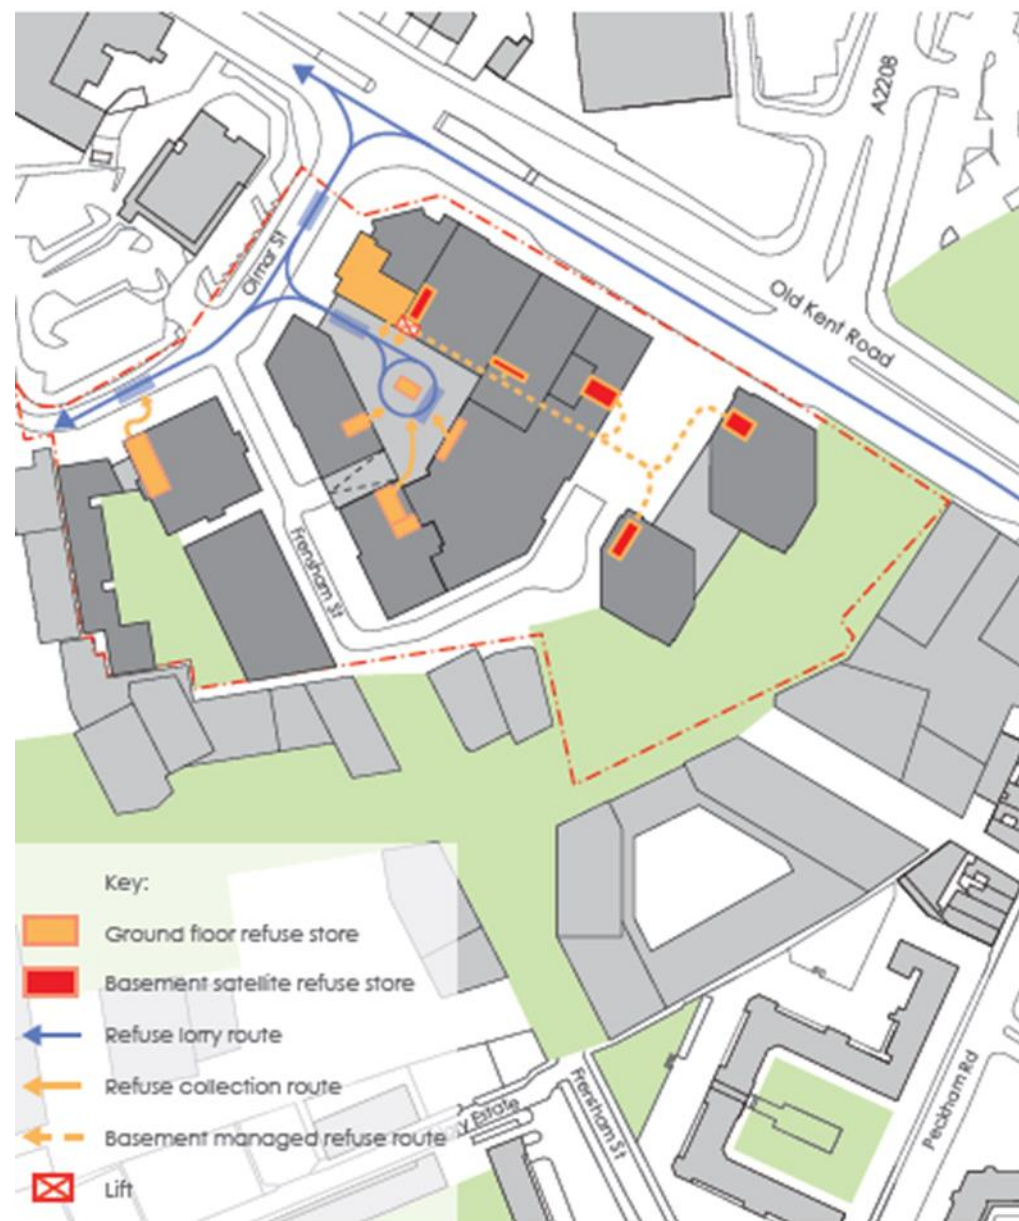 A2208
Old Kent Road
Olmar St
Frensham St
Key:
Ground floor refuse store
Basement satellite refuse store
Refuse lorry route
Refuse collection route
Basement managed refuse route
Estate
Lift
Frensham St
Peckham Rd